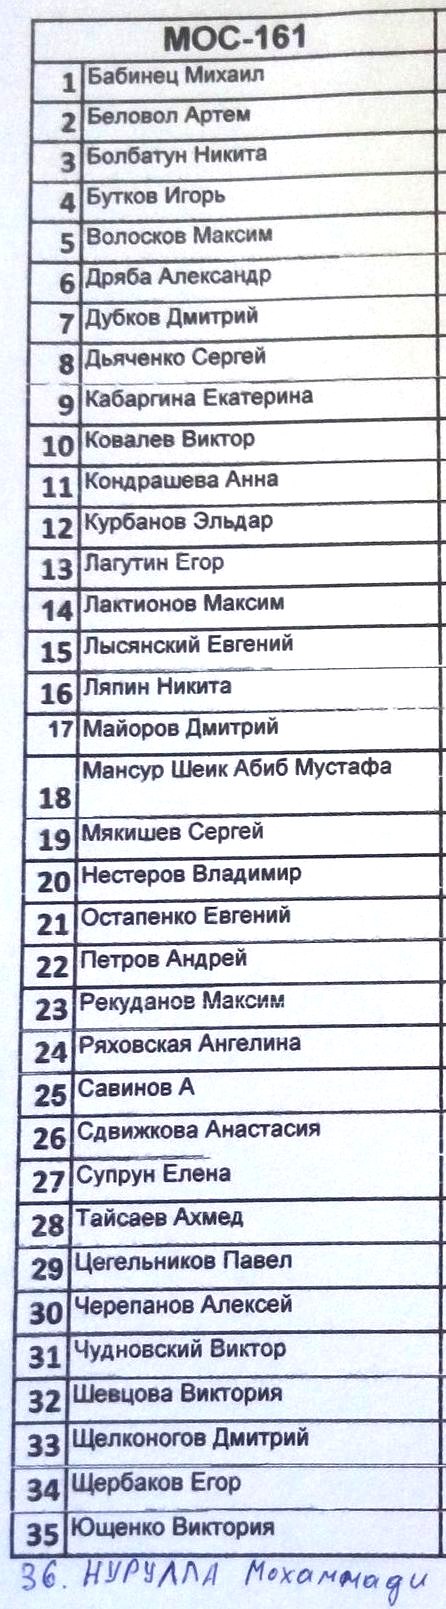 МОС-161
1 Бабинец Михаил
2 Беловол Артем
3 Болбатун Никита
4 Бутков Игорь
5 Волосков Максим
6 Дряба Александр
7 Дубков Дмитрий
8 Дьяченко Сергей
9 Кабаргина Екатерина
10 Ковалев Виктор
11 Кондрашева Анна
12 Курбанов Эльдар
13 Лагутин Егор
14 Лактионов Максим
15 Лысянский Евгений
16 Ляпин Никита
17 Майоров Дмитрий
18 Мансур Шеик Абиб Мустафа
19 Мякишев Сергей
20 Нестеров Владимир
21 Остапенко Евгений
22 Петров Андрей
23 Рекуданов Максим
24 Ряховская Ангелина
25 Савинов А
26 Сдвижкова Анастасия
27 Супрун Елена
28 Тайсаев Ахмед
29 Цегельников Павел
30 Черепанов Алексей
31 Чудновский Виктор
32 Шевцова Виктория
33 Щелконогов Дмитрий
34 Щербаков Егор
35 Ющенко Виктория
36. НУРУЛЛА Мохаммади